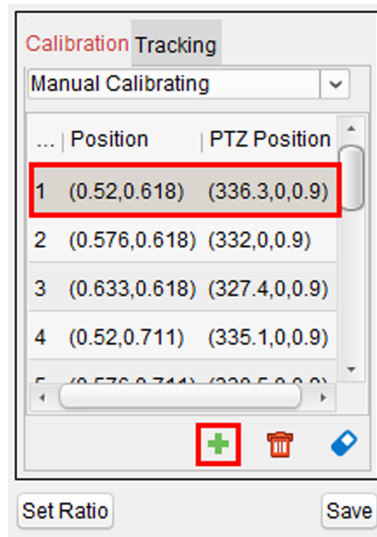 Calibration Tracking
Manual Calibrating
... Position PTZ Position
1 (0.52,0.618) (336.3,0,0.9)
2 (0.576,0.618) (332,0,0.9)
3 (0.633,0.618) (327.4,0,0.9)
4 (0.52,0.711) (335.1,0,0.9)
Set Ratio Save